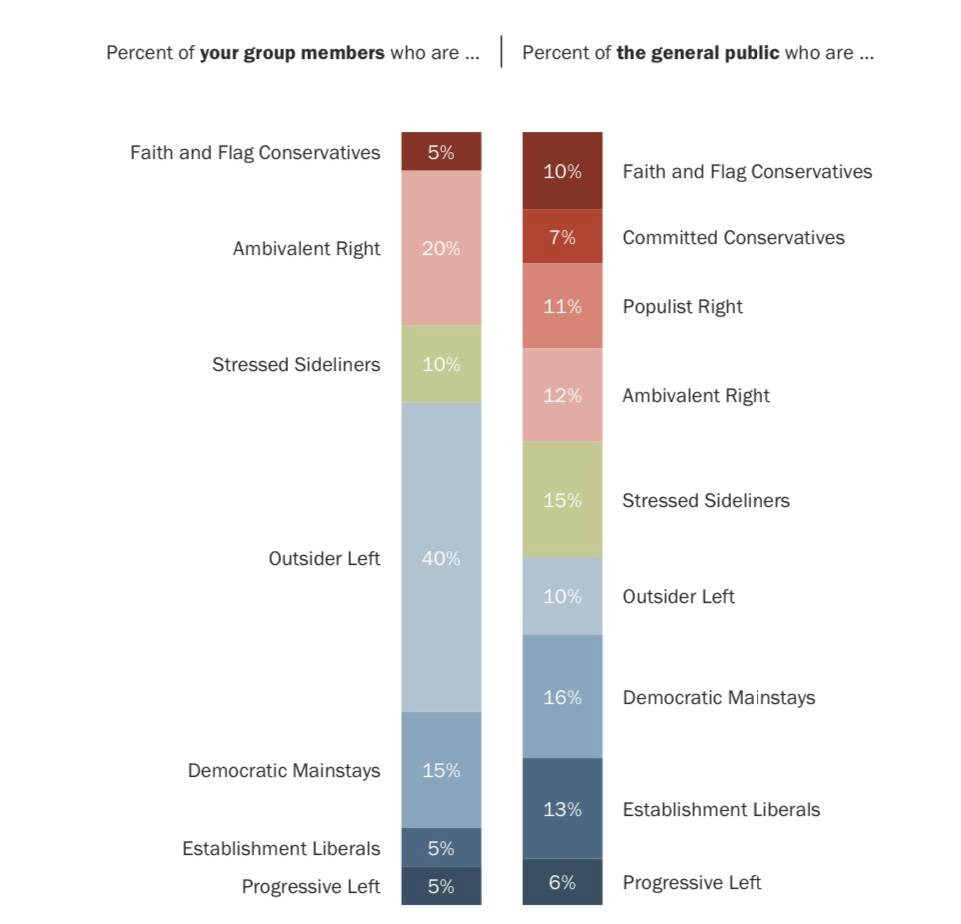 Percent of your group members who are ...
Percent of the general public who are ...
Faith and Flag Conservatives
5%
Ambivalent Right
20%
Stressed Sideliners
10%
Outsider Left
40%
Democratic Mainstays
15%
Establishment Liberals
5%
Progressive Left
5%
10%
Faith and Flag Conservatives
7%
Committed Conservatives
11%
Populist Right
12%
Ambivalent Right
15%
Stressed Sideliners
10%
Outsider Left
16%
Democratic Mainstays
13%
Establishment Liberals
6%
Progressive Left